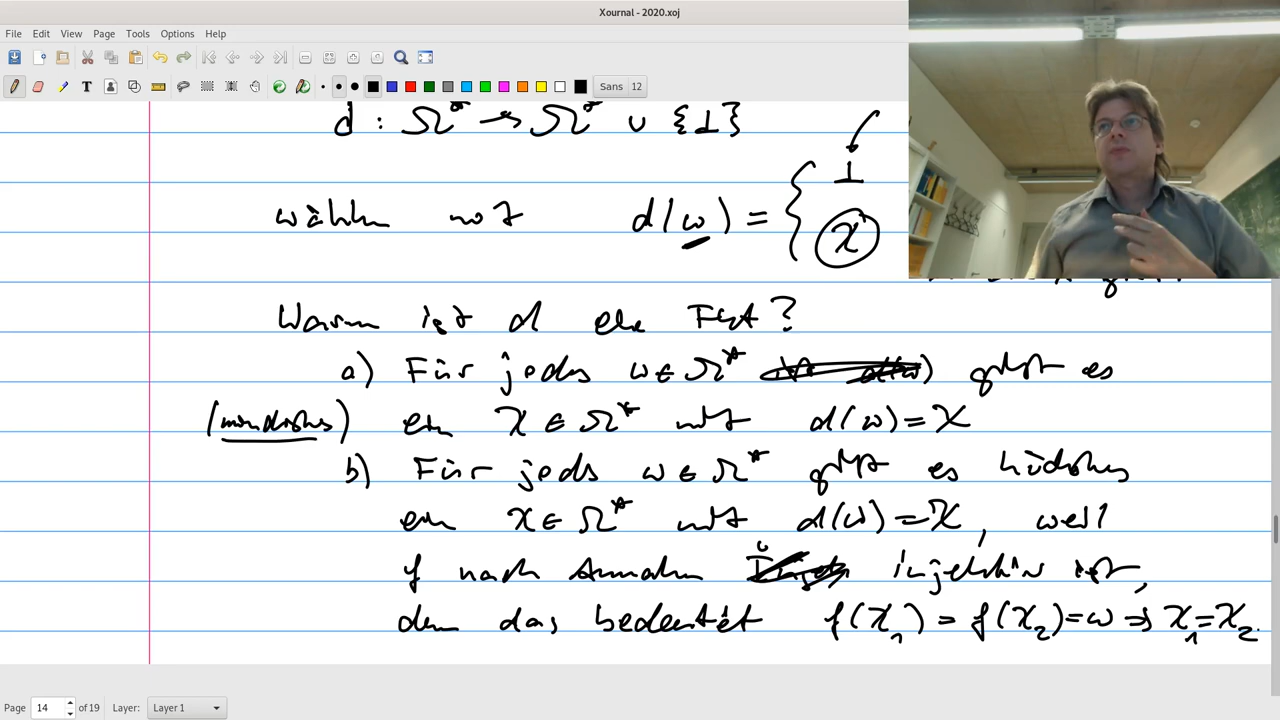 Xournal - 2020.xoj
File Edit View Page Tools Options Help
Sans 12
d : Ω* → Ω* ∪ {⊥}
⊥
wählen mit d(w) = { x
Warum ist d eine Fkt?
a) Für jedes w ∈ Ω* gibt es
(mindestens) ein x ∈ Ω* mit d(w) = x
b) Für jedes w ∈ Ω* gibt es höchstens
ein x ∈ Ω* mit d(w) = x, weil
f nach Annahme injektiv ist,
denn das bedeutet f(x₁) = f(x₂) = w ⇒ x₁ = x₂.
Page 14 of 19 Layer: Layer 1